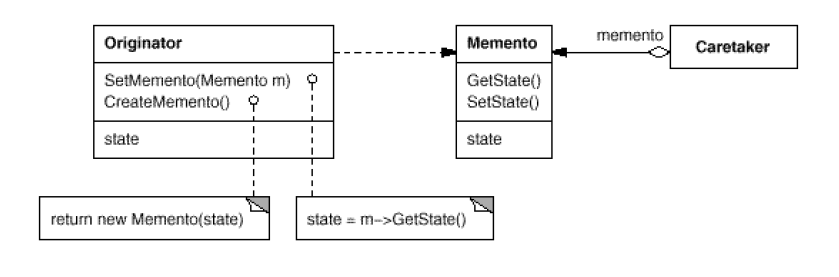 Originator
SetMemento(Memento m)
CreateMemento()
state
Memento
GetState()
SetState()
state
memento
Caretaker
return new Memento(state)
state = m->GetState()